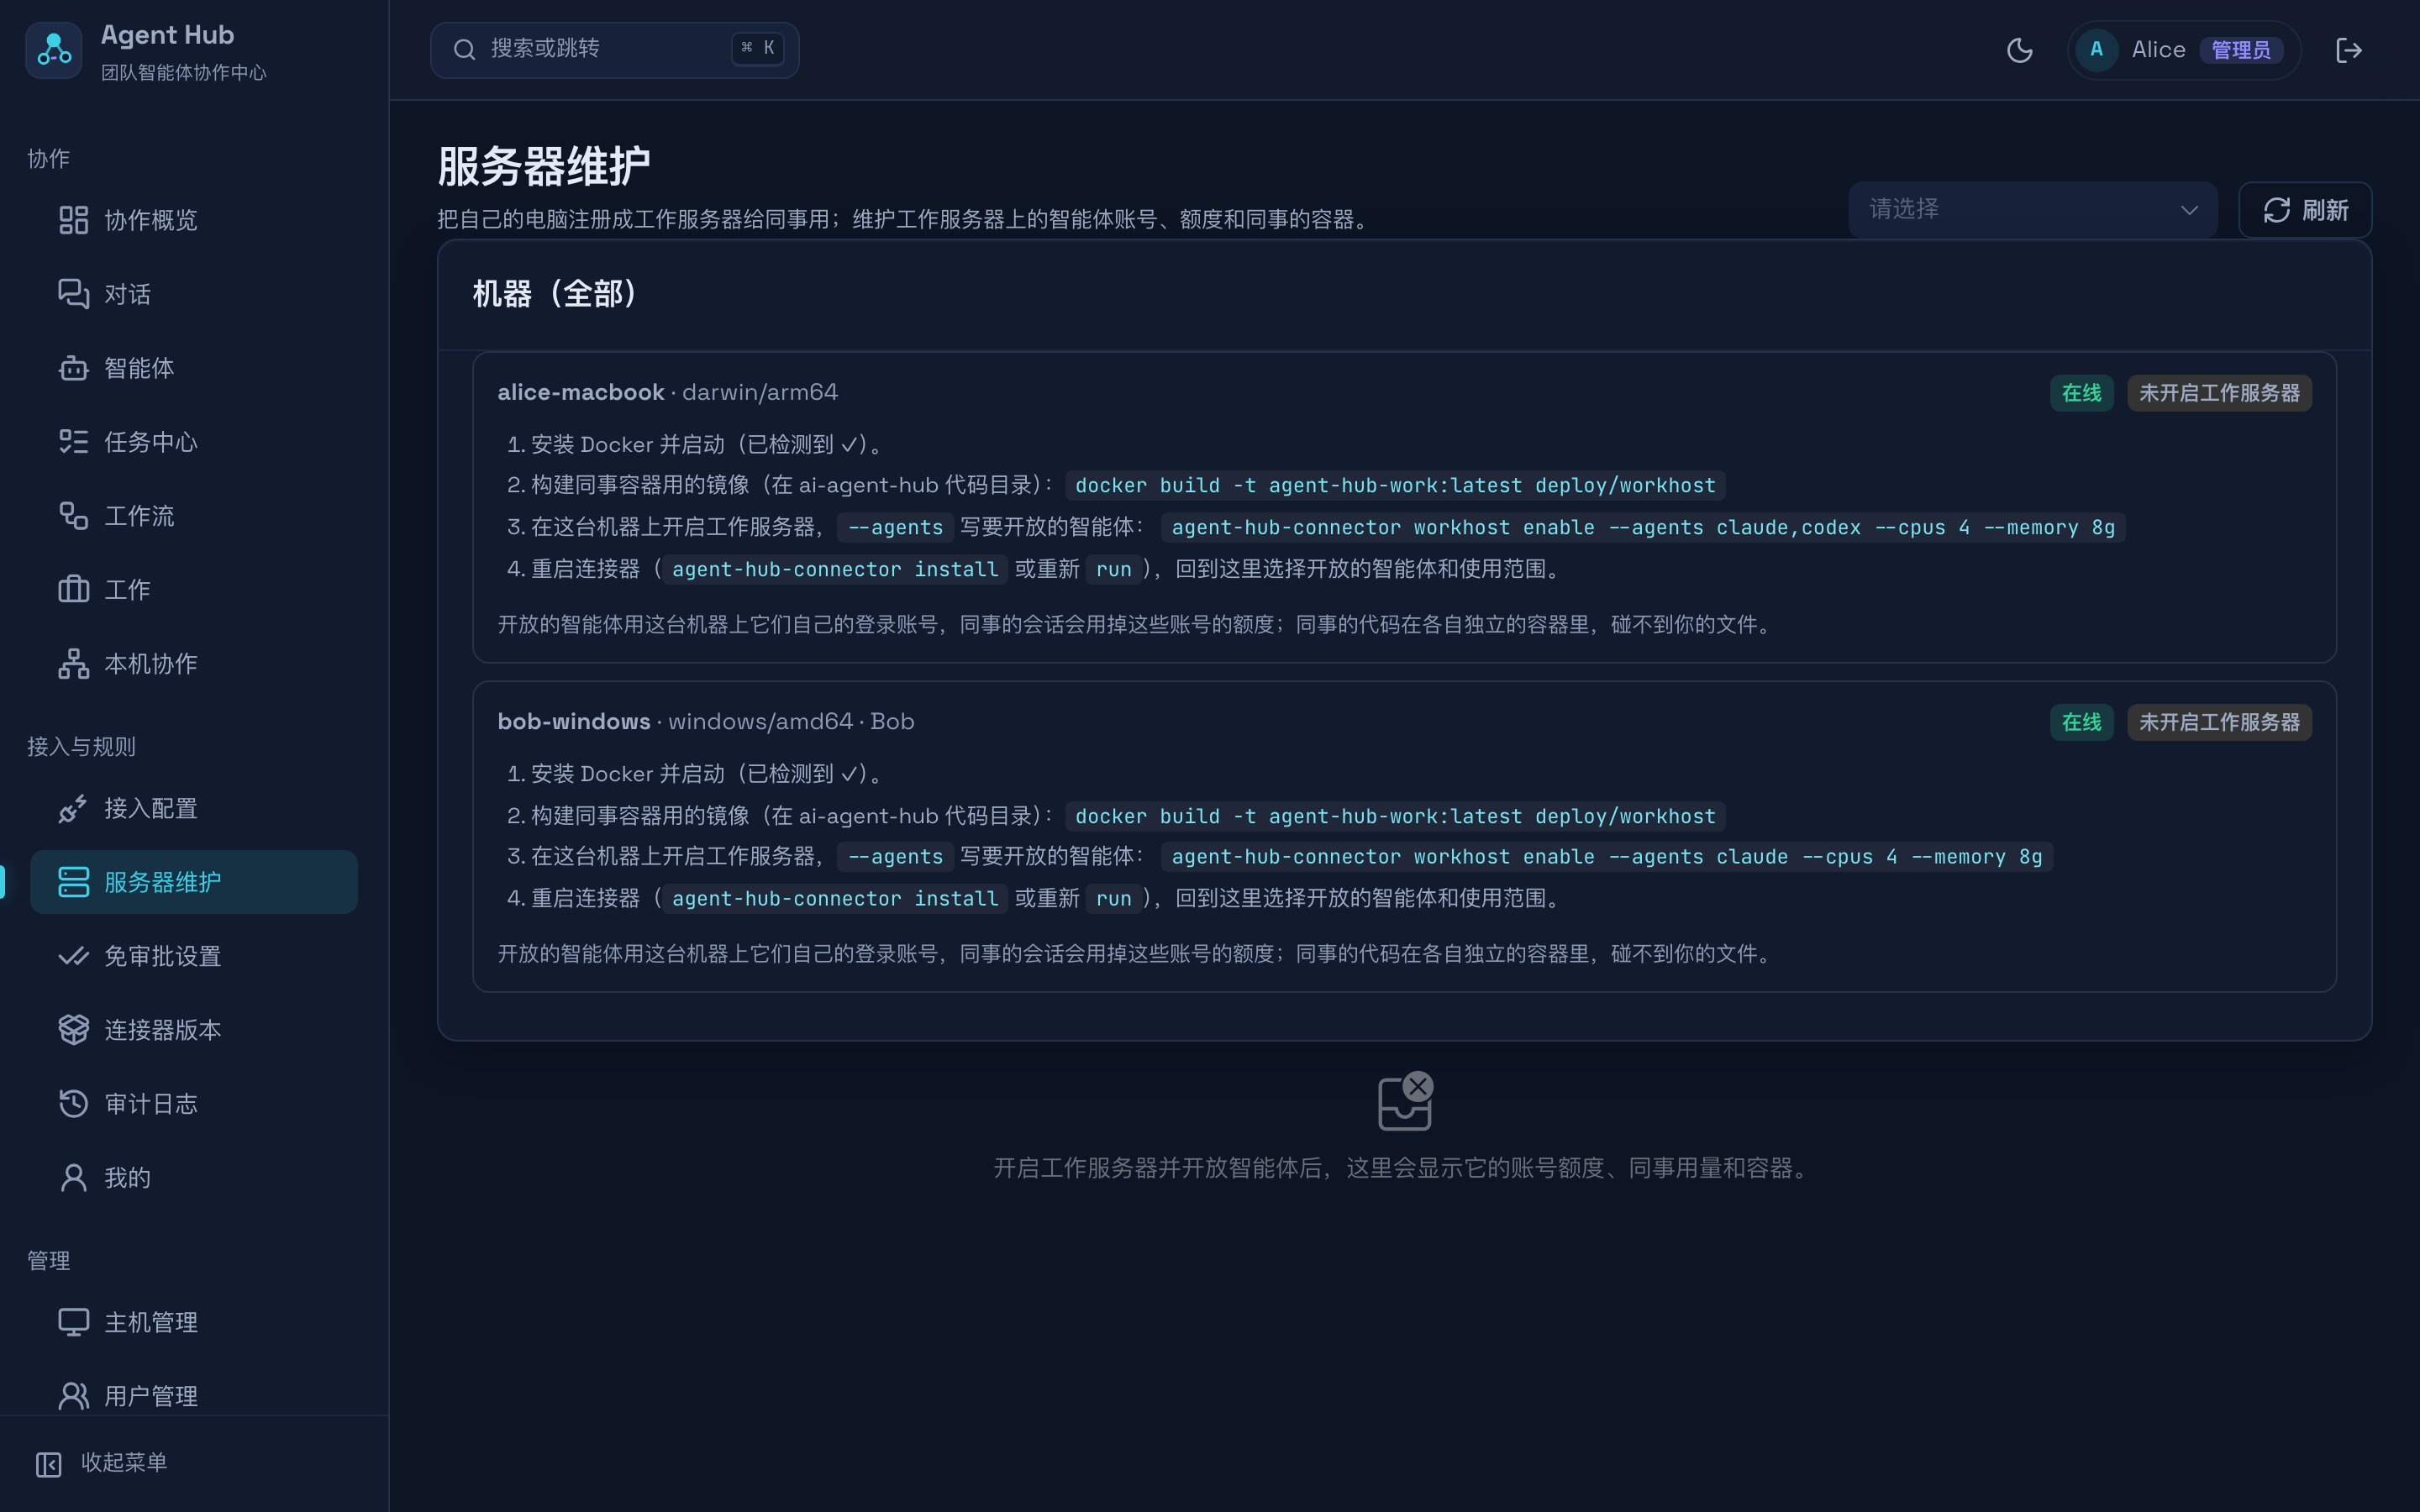 Agent Hub
团队智能体协作中心
搜索或跳转
⌘ K
A
Alice
管理员
协作
协作概览
对话
智能体
任务中心
工作流
工作
本机协作
接入与规则
接入配置
服务器维护
免审批设置
连接器版本
审计日志
我的
管理
主机管理
用户管理
收起菜单
服务器维护
把自己的电脑注册成工作服务器给同事用；维护工作服务器上的智能体账号、额度和同事的容器。
请选择
刷新
机器（全部）
alice-macbook · darwin/arm64
在线
未开启工作服务器
1. 安装 Docker 并启动（已检测到 ✓）。
2. 构建同事容器用的镜像（在 ai-agent-hub 代码目录）： docker build -t agent-hub-work:latest deploy/workhost
3. 在这台机器上开启工作服务器， --agents 写要开放的智能体： agent-hub-connector workhost enable --agents claude,codex --cpus 4 --memory 8g
4. 重启连接器（ agent-hub-connector install 或重新 run ），回到这里选择开放的智能体和使用范围。
开放的智能体用这台机器上它们自己的登录账号，同事的会话会用掉这些账号的额度；同事的代码在各自独立的容器里，碰不到你的文件。
bob-windows · windows/amd64 · Bob
在线
未开启工作服务器
1. 安装 Docker 并启动（已检测到 ✓）。
2. 构建同事容器用的镜像（在 ai-agent-hub 代码目录）： docker build -t agent-hub-work:latest deploy/workhost
3. 在这台机器上开启工作服务器， --agents 写要开放的智能体： agent-hub-connector workhost enable --agents claude --cpus 4 --memory 8g
4. 重启连接器（ agent-hub-connector install 或重新 run ），回到这里选择开放的智能体和使用范围。
开放的智能体用这台机器上它们自己的登录账号，同事的会话会用掉这些账号的额度；同事的代码在各自独立的容器里，碰不到你的文件。
开启工作服务器并开放智能体后，这里会显示它的账号额度、同事用量和容器。